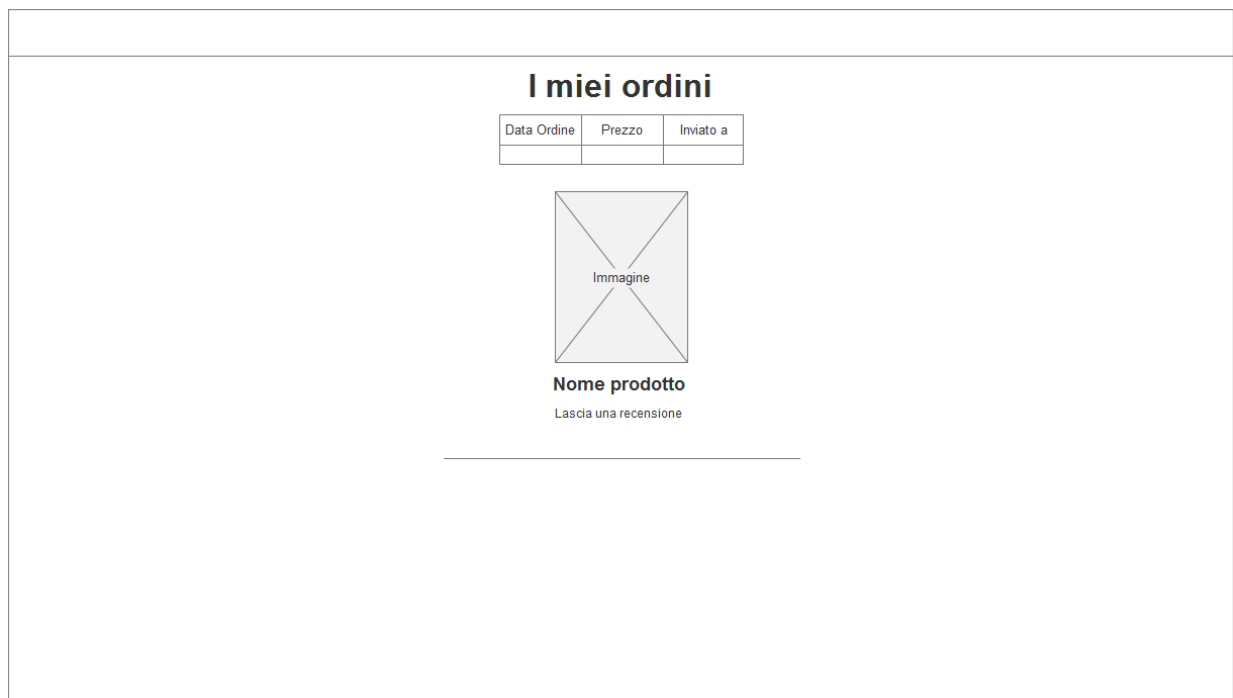 I miei ordini
Data Ordine Prezzo Inviato a
Immagine
Nome prodotto
Lascia una recensione